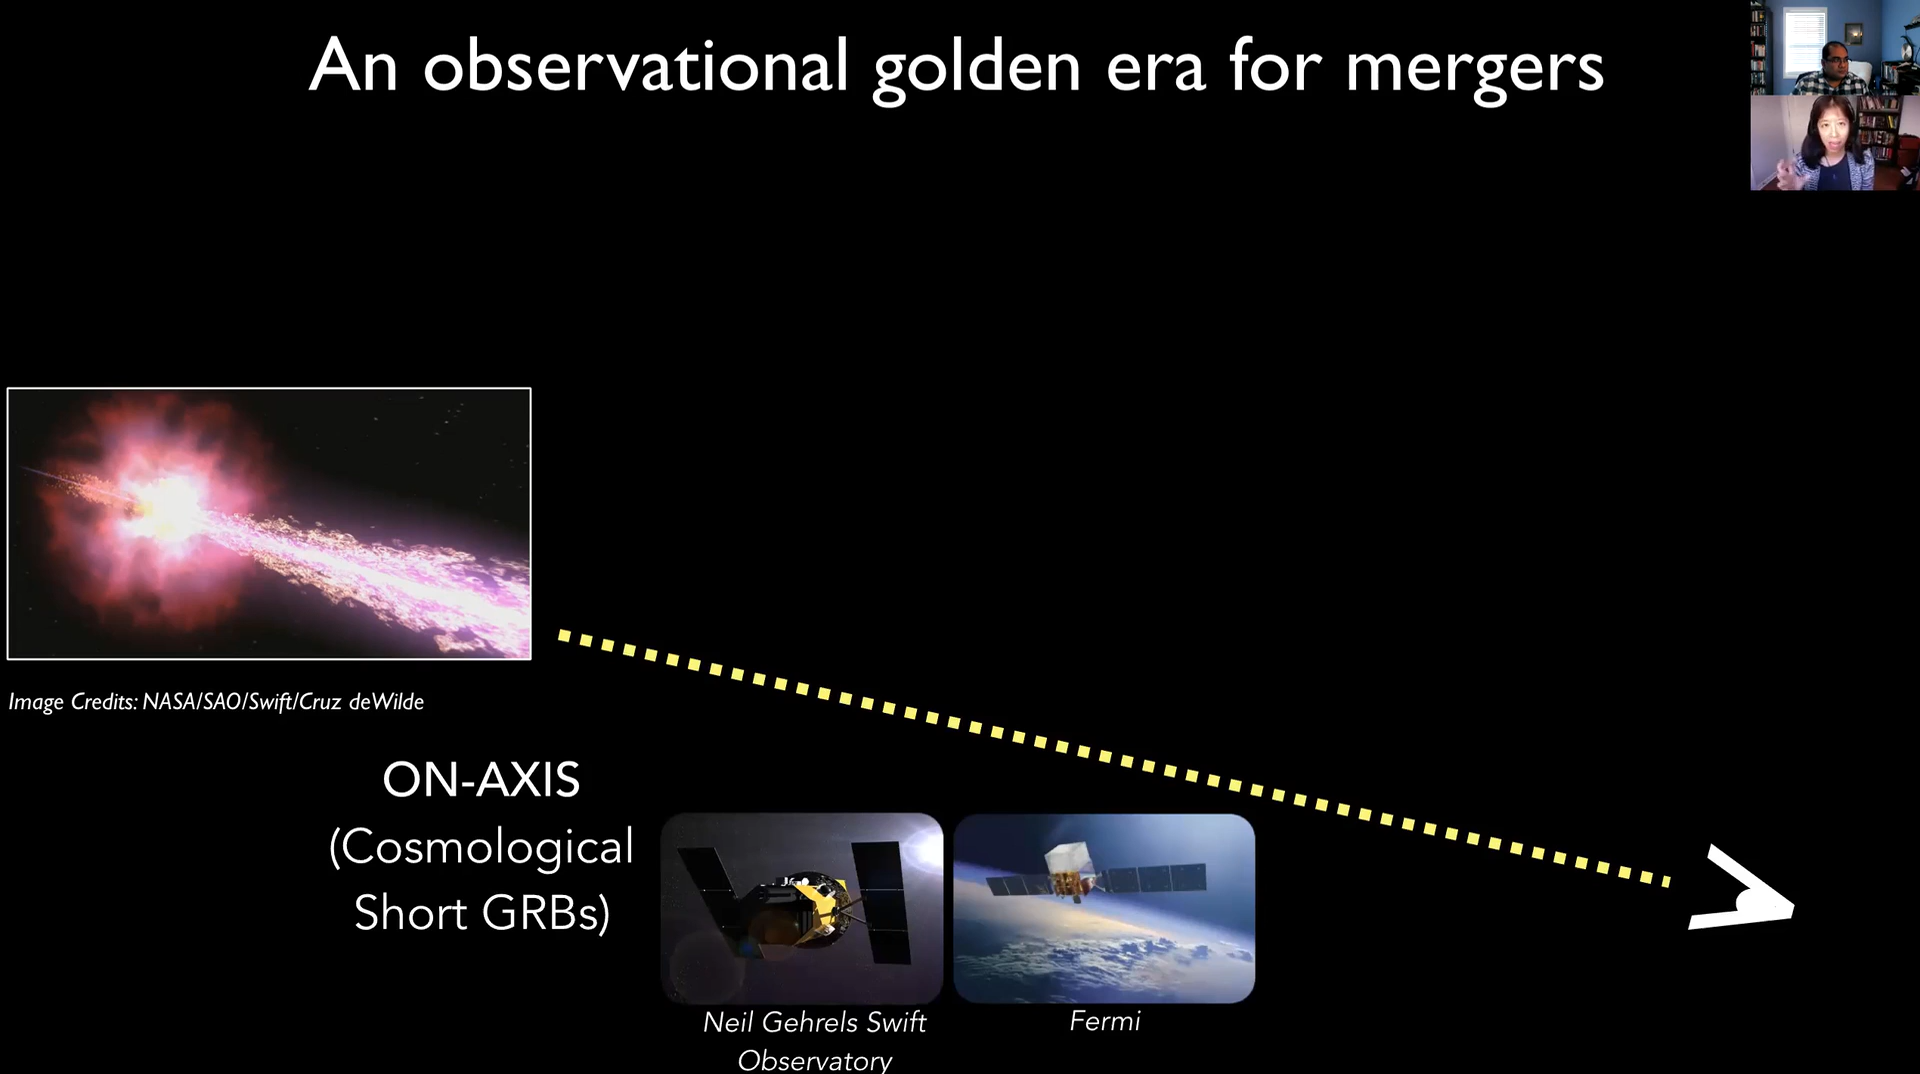 An observational golden era for mergers
Image Credits: NASA/SAO/Swift/Cruz deWilde
ON-AXIS
(Cosmological
Short GRBs)
Neil Gehrels Swift
Observatory
Fermi